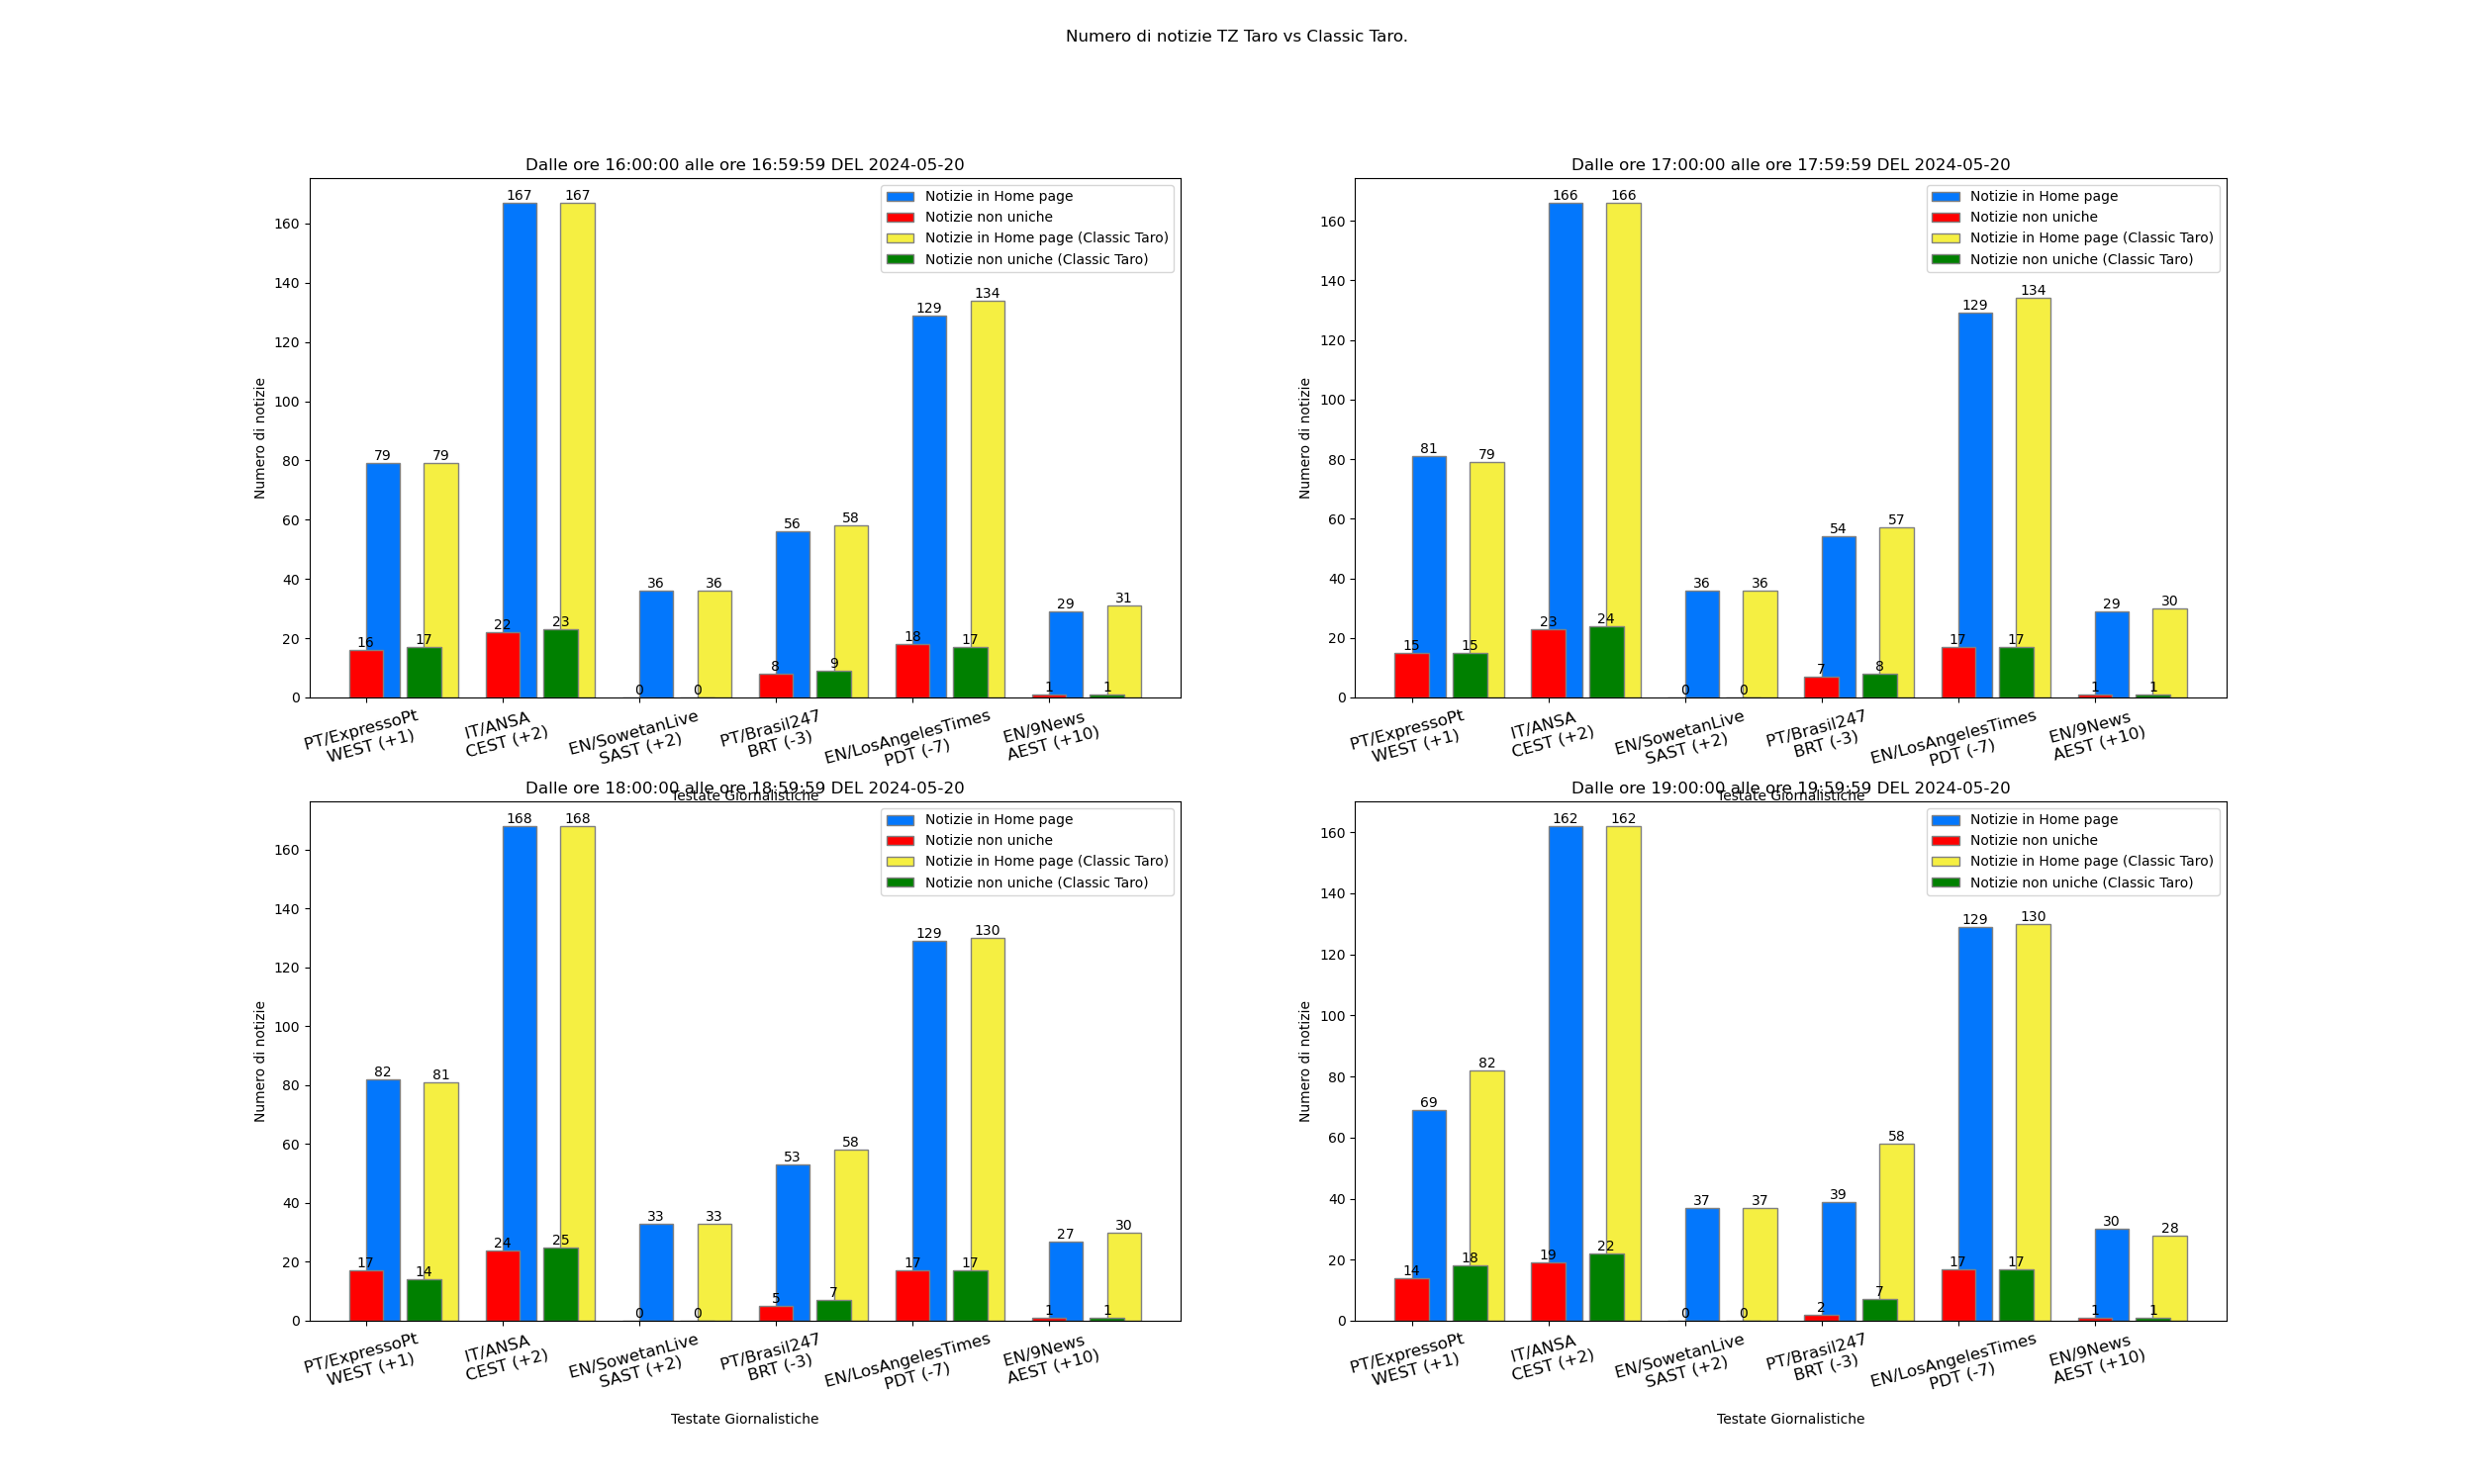 Numero di notizie TZ Taro vs Classic Taro.
Dalle ore 16:00:00 alle ore 16:59:59 DEL 2024-05-20
Numero di notizie
160
140
120
100
80
60
40
20
0
167
167
129
134
79
79
56
58
36
36
29
31
16
17
22
23
0
0
8
9
18
17
1
1
Notizie in Home page
Notizie non uniche
Notizie in Home page (Classic Taro)
Notizie non uniche (Classic Taro)
PT/ExpressoPt
WEST (+1)
IT/ANSA
CEST (+2)
EN/SowetanLive
SAST (+2)
PT/Brasil247
BRT (-3)
EN/LosAngelesTimes
PDT (-7)
EN/9News
AEST (+10)
Testate Giornalistiche
Dalle ore 17:00:00 alle ore 17:59:59 DEL 2024-05-20
Numero di notizie
160
140
120
100
80
60
40
20
0
166
166
129
134
81
79
54
57
36
36
29
30
15
15
23
24
0
0
7
8
17
17
1
1
Notizie in Home page
Notizie non uniche
Notizie in Home page (Classic Taro)
Notizie non uniche (Classic Taro)
PT/ExpressoPt
WEST (+1)
IT/ANSA
CEST (+2)
EN/SowetanLive
SAST (+2)
PT/Brasil247
BRT (-3)
EN/LosAngelesTimes
PDT (-7)
EN/9News
AEST (+10)
Testate Giornalistiche
Dalle ore 18:00:00 alle ore 18:59:59 DEL 2024-05-20
Numero di notizie
160
140
120
100
80
60
40
20
0
168
168
129
130
82
81
53
58
33
33
27
30
17
14
24
25
0
0
5
7
17
17
1
1
Notizie in Home page
Notizie non uniche
Notizie in Home page (Classic Taro)
Notizie non uniche (Classic Taro)
PT/ExpressoPt
WEST (+1)
IT/ANSA
CEST (+2)
EN/SowetanLive
SAST (+2)
PT/Brasil247
BRT (-3)
EN/LosAngelesTimes
PDT (-7)
EN/9News
AEST (+10)
Testate Giornalistiche
Dalle ore 19:00:00 alle ore 19:59:59 DEL 2024-05-20
Numero di notizie
160
140
120
100
80
60
40
20
0
162
162
129
130
69
82
39
58
37
37
30
28
14
18
19
22
0
0
2
7
17
17
1
1
Notizie in Home page
Notizie non uniche
Notizie in Home page (Classic Taro)
Notizie non uniche (Classic Taro)
PT/ExpressoPt
WEST (+1)
IT/ANSA
CEST (+2)
EN/SowetanLive
SAST (+2)
PT/Brasil247
BRT (-3)
EN/LosAngelesTimes
PDT (-7)
EN/9News
AEST (+10)
Testate Giornalistiche